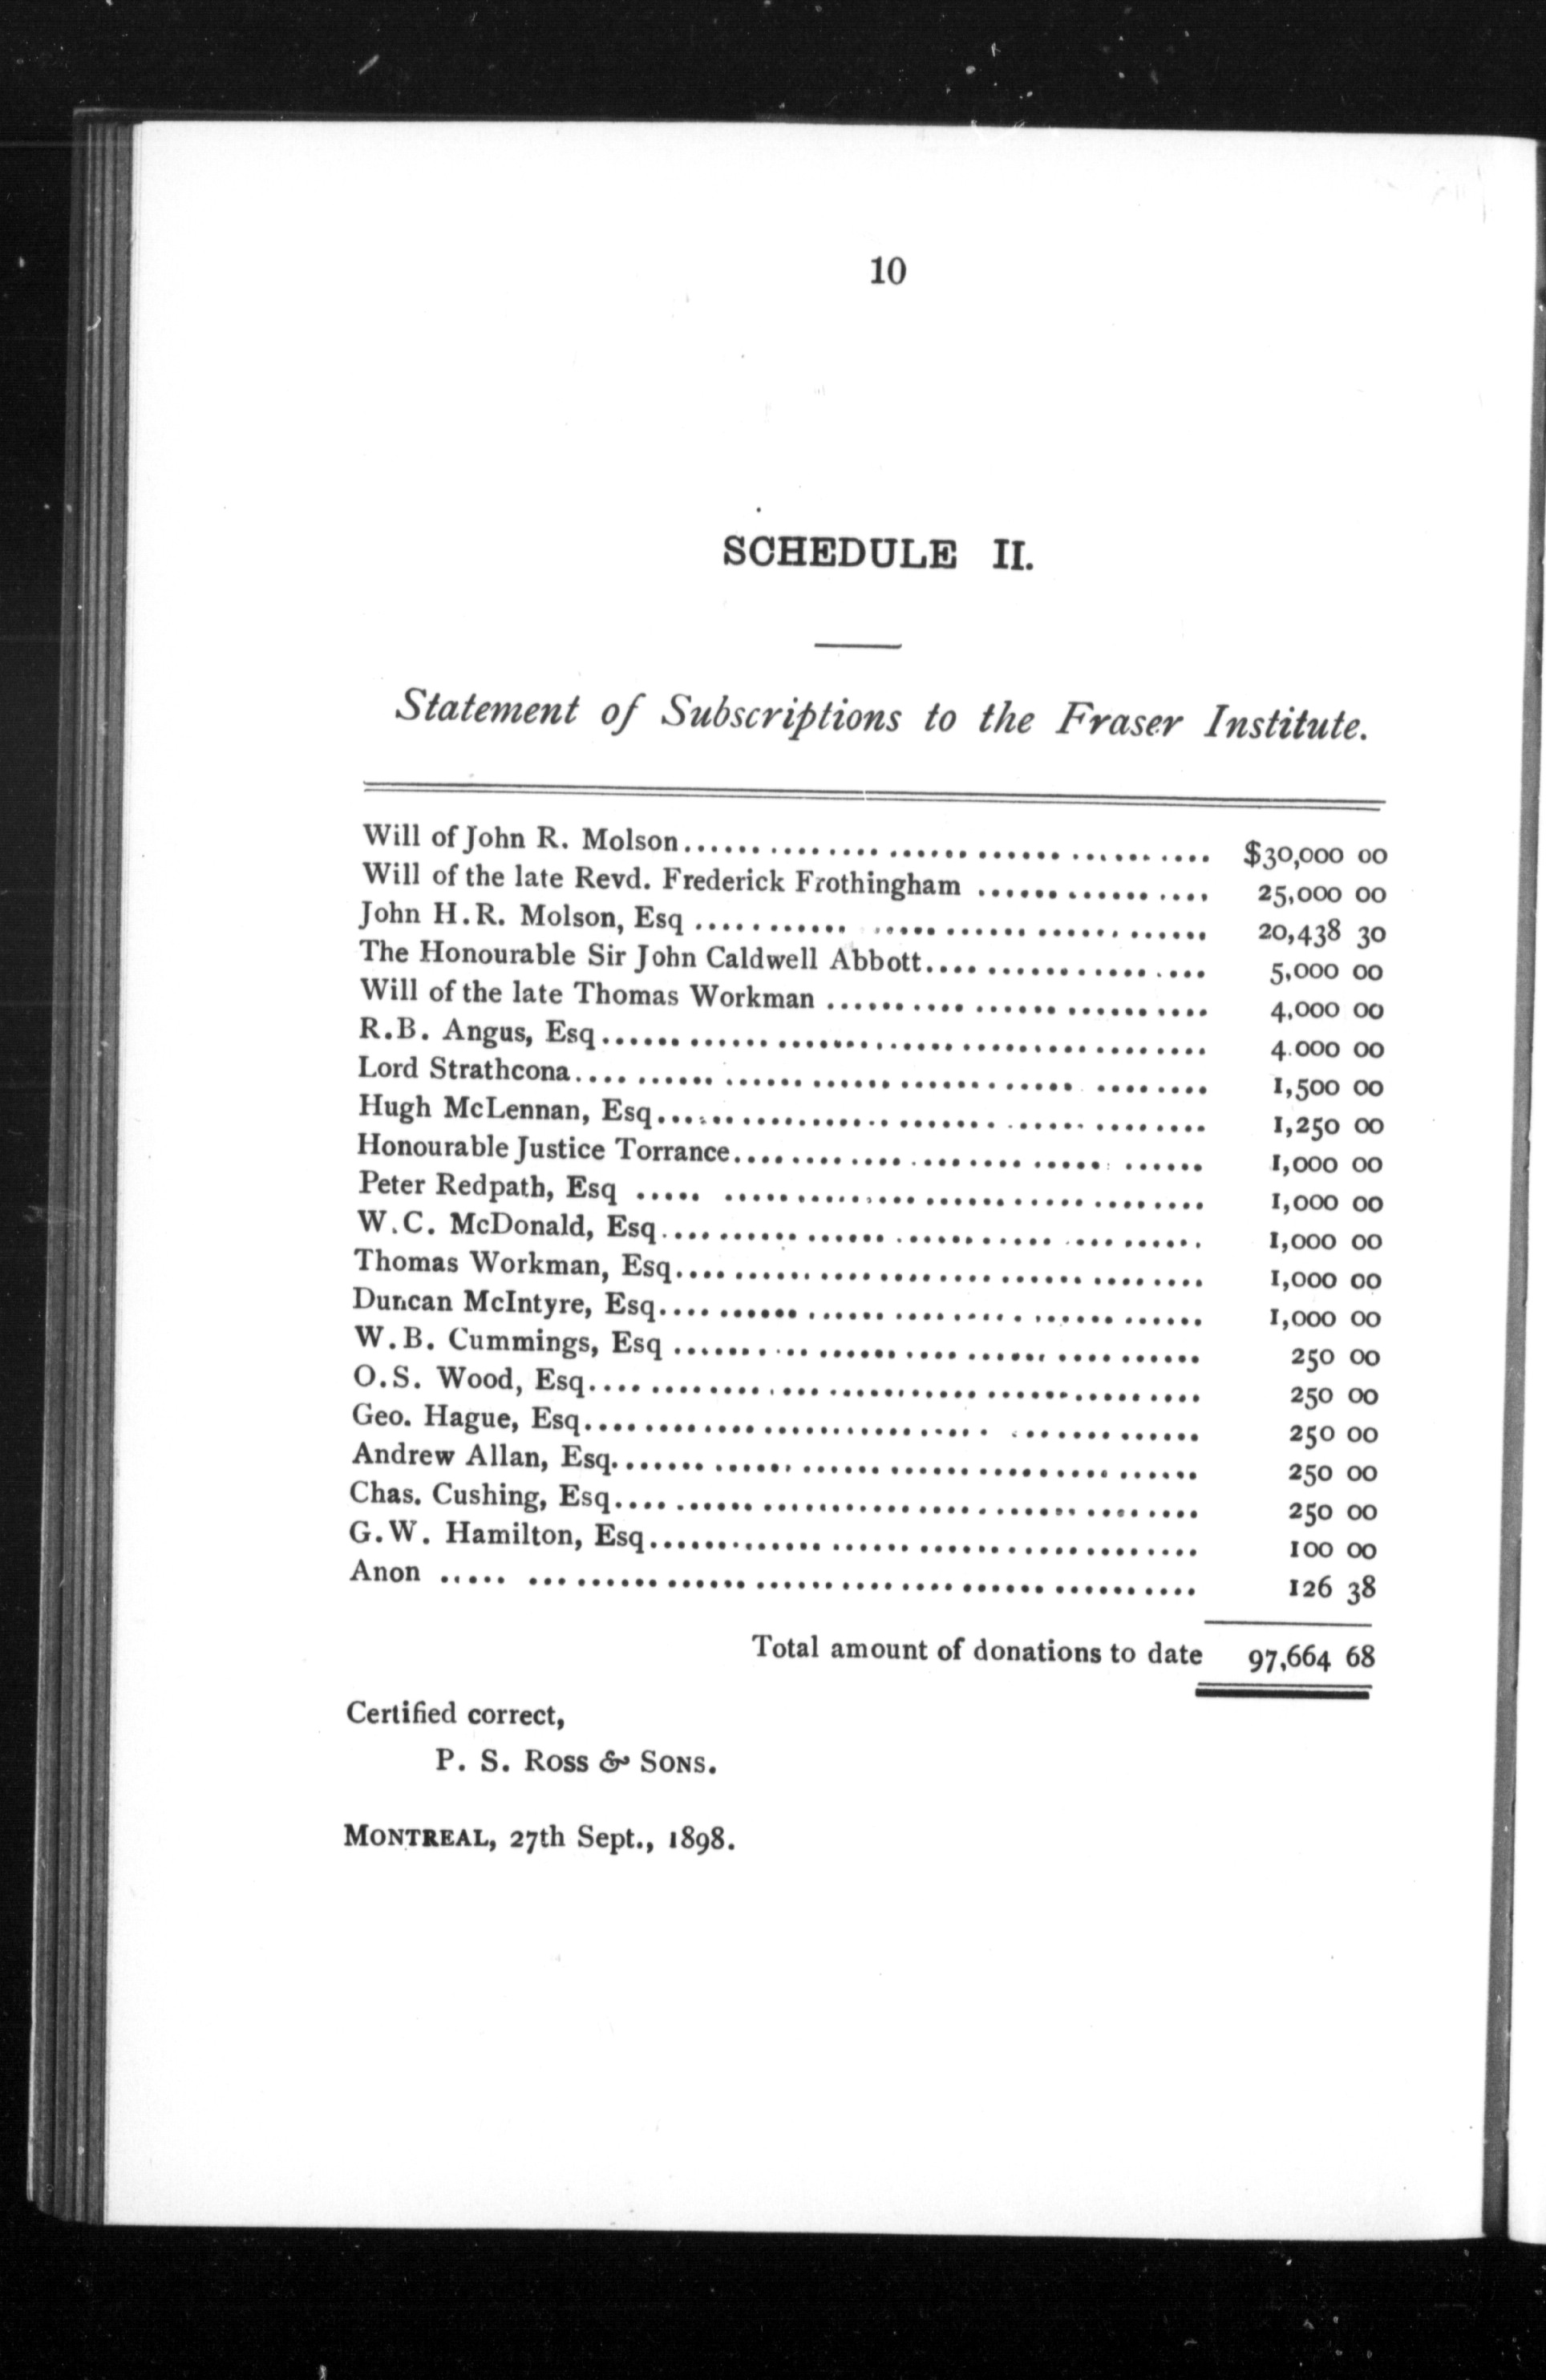 10
SCHEDULE II.
Statement of Subscriptions to the Fraser Institute.
Will of John R. Molson........................................ $30,000 00
Will of the late Revd. Frederick Frothingham ................ 25,000 00
John H.R. Molson, Esq ................................... 20,438 30
The Honourable Sir John Caldwell Abbott.................... 5,000 00
Will of the late Thomas Workman .......................... 4,000 00
R.B. Angus, Esq.......................................... 4.000 00
Lord Strathcona.......................................... 1,500 00
Hugh McLennan, Esq...................................... 1,250 00
Honourable Justice Torrance................................ 1,000 00
Peter Redpath, Esq ...................................... 1,000 00
W.C. McDonald, Esq...................................... 1,000 00
Thomas Workman, Esq.................................... 1,000 00
Duncan McIntyre, Esq..................................... 1,000 00
W.B. Cummings, Esq .................................... 250 00
O.S. Wood, Esq.......................................... 250 00
Geo. Hague, Esq......................................... 250 00
Andrew Allan, Esq........................................ 250 00
Chas. Cushing, Esq....................................... 250 00
G.W. Hamilton, Esq...................................... 100 00
Anon ................................................... 126 38
Total amount of donations to date 97,664 68
Certified correct,
P. S. Ross & Sons.
Montreal, 27th Sept., 1898.